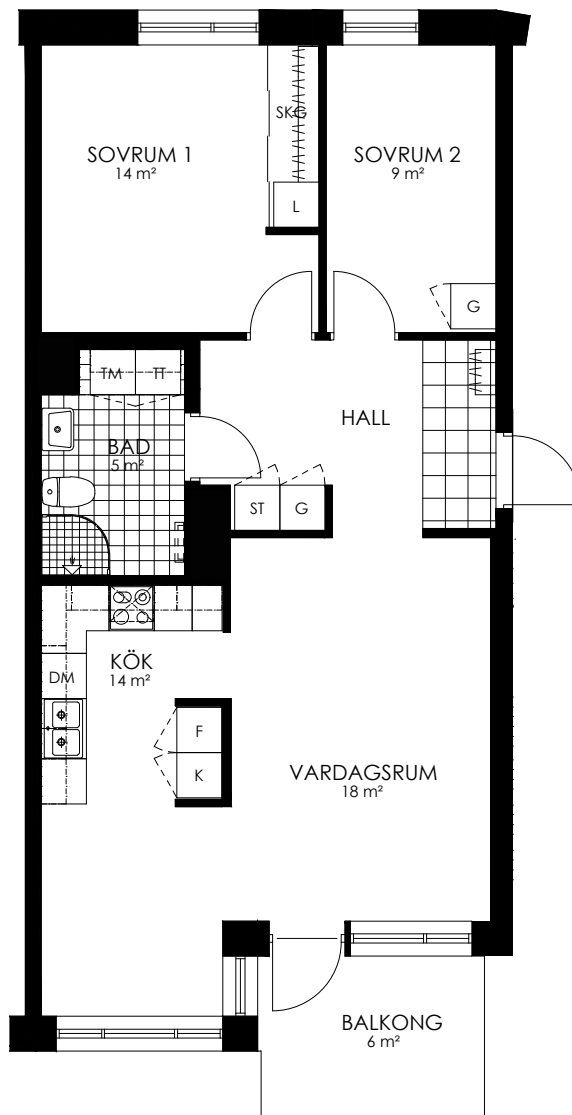 SKG
SOVRUM 1
14 m²
SOVRUM 2
9 m²
L
G
TM
TT
HALL
BAD
5 m²
ST
G
KÖK
14 m²
DM
F
K
VARDAGSRUM
18 m²
BALKONG
6 m²